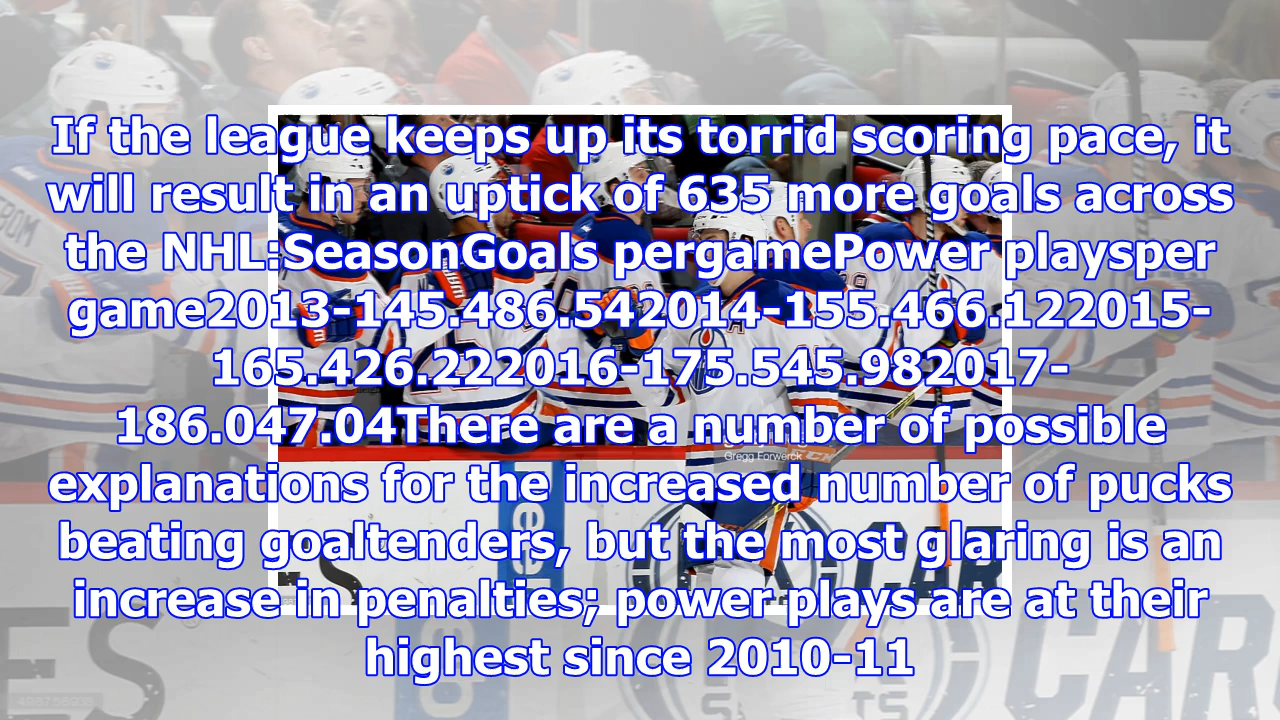 If the league keeps up its torrid scoring pace, it
will result in an uptick of 635 more goals across
the NHL:SeasonGoals pergamePower playsper
game2013-145.486.542014-155.466.122015-
165.426.222016-175.545.982017-
186.047.04There are a number of possible
explanations for the increased number of pucks
beating goaltenders, but the most glaring is an
increase in penalties; power plays are at their
highest since 2010-11
Gregg Forwerck